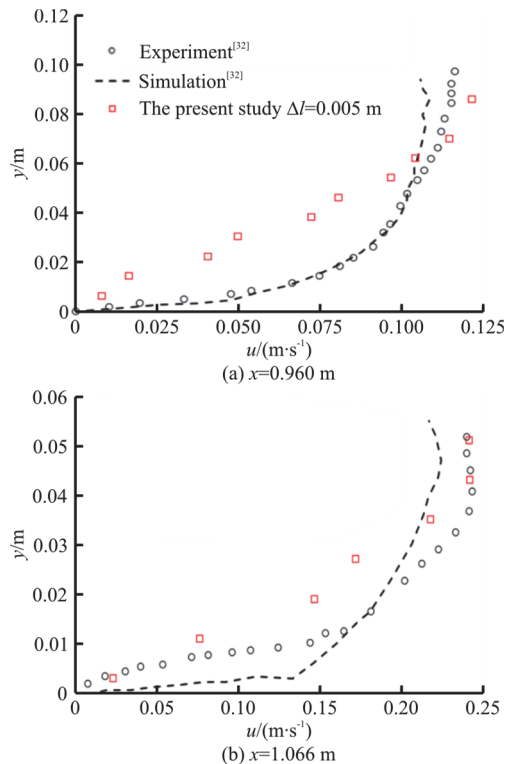 0.12
0.10
0.08
0.06
0.04
0.02
0
y/m
Experiment[32]
Simulation[32]
The present study Δl=0.005 m
0 0.025 0.050 0.075 0.100 0.125
u/(m·s⁻¹)
(a) x=0.960 m
0.06
0.05
0.04
0.03
0.02
0.01
0
y/m
0 0.05 0.10 0.15 0.20 0.25
u/(m·s⁻¹)
(b) x=1.066 m